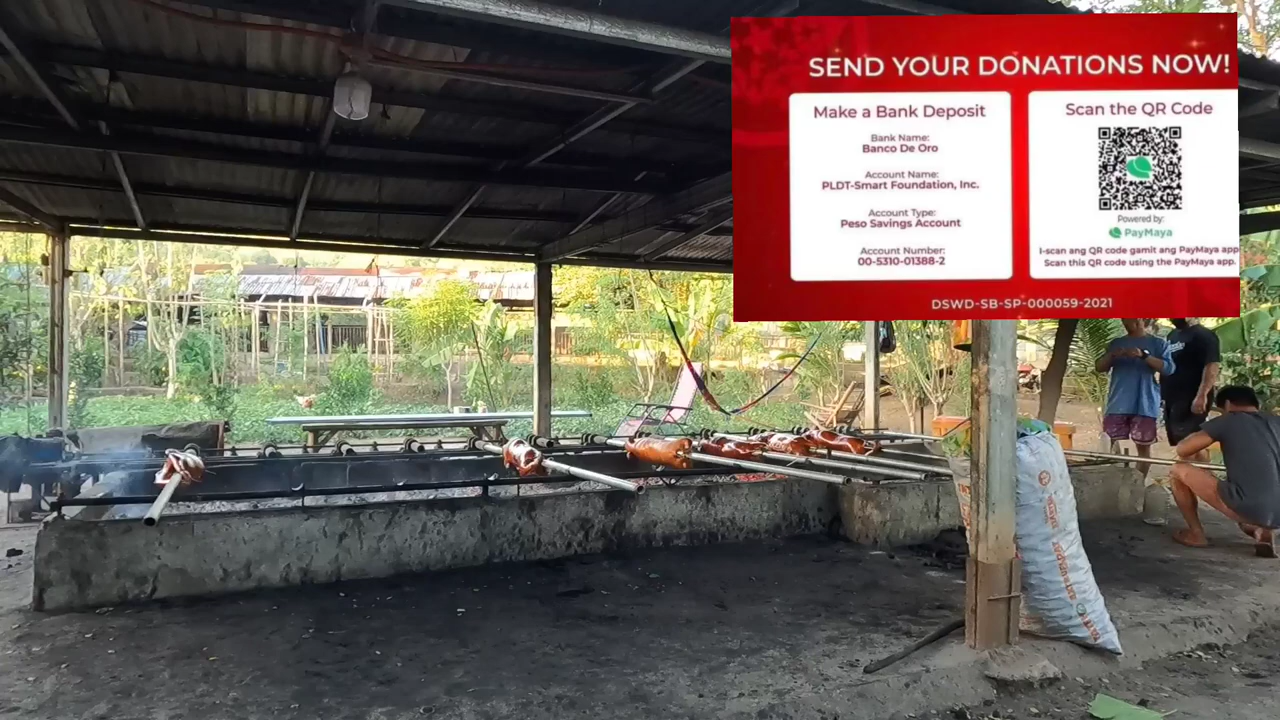 SEND YOUR DONATIONS NOW!
Make a Bank Deposit
Bank Name:
Banco De Oro
Account Name:
PLDT-Smart Foundation, Inc.
Account Type:
Peso Savings Account
Account Number:
00-5310-01388-2
Scan the QR Code
Powered by:
PayMaya
I-scan ang QR code gamit ang PayMaya app
Scan this QR code using the PayMaya app.
DSWD-SB-SP-000059-2021